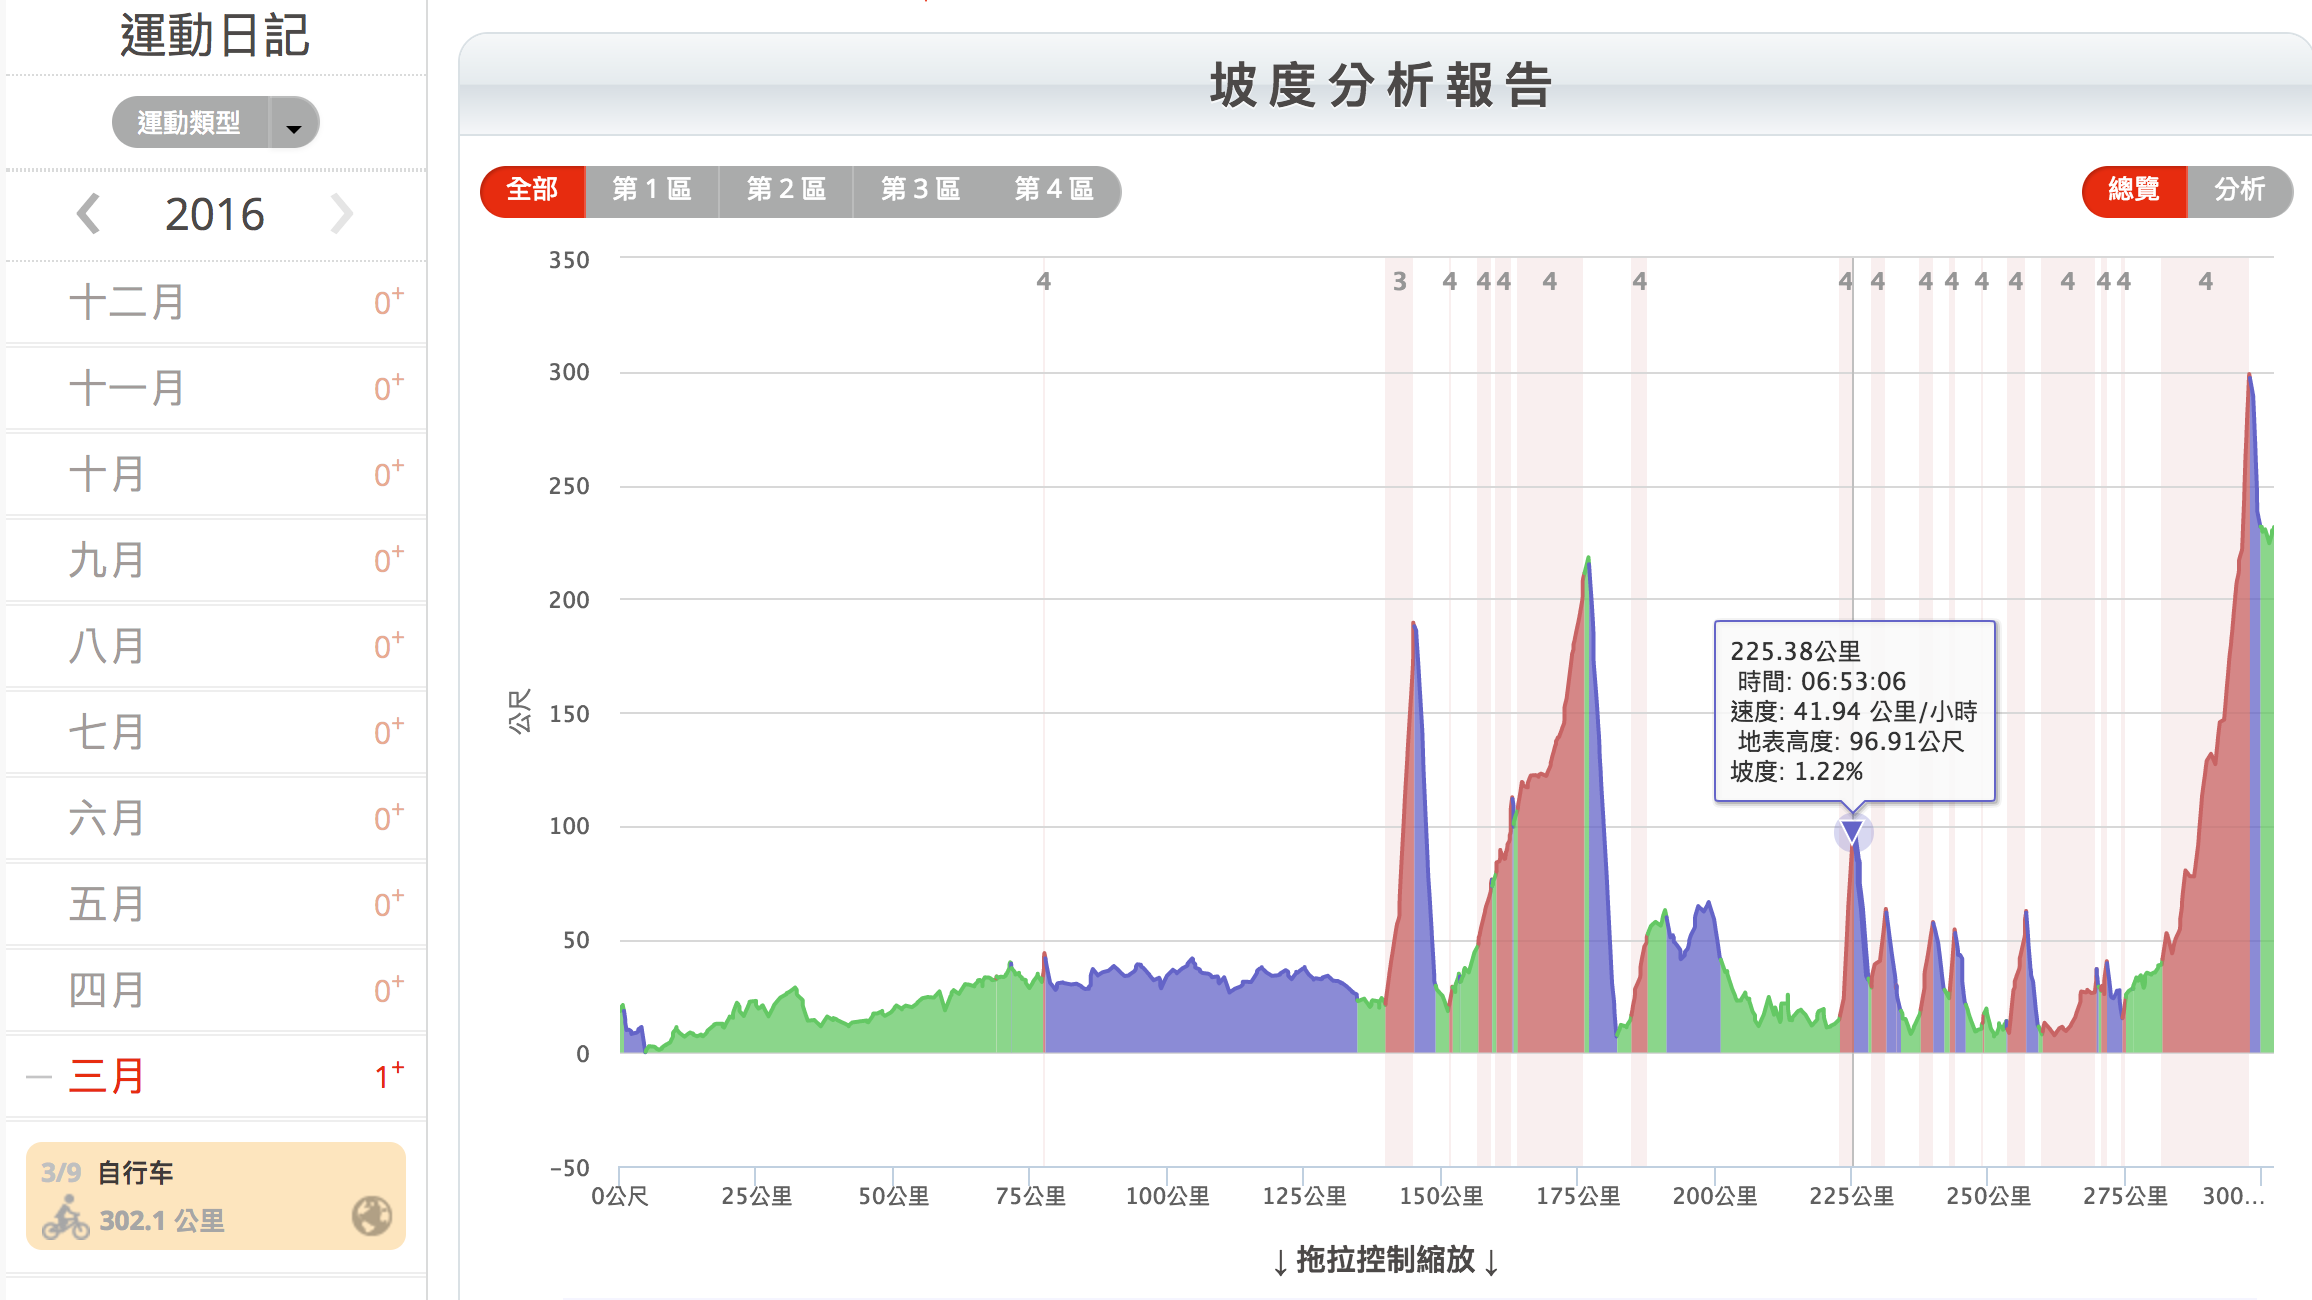 運動日記
運動類型
2016
十二月 0+
十一月 0+
十月 0+
九月 0+
八月 0+
七月 0+
六月 0+
五月 0+
四月 0+
三月 1+
3/9 自行车
302.1 公里
坡度分析報告
全部 第 1 區 第 2 區 第 3 區 第 4 區
總覽 分析
350
300
250
200
150
100
50
0
-50
公尺
4 3 4 4 4 4 4 4 4 4 4 4 4 4 4 4 4
225.38公里
時間: 06:53:06
速度: 41.94 公里/小時
地表高度: 96.91公尺
坡度: 1.22%
0公尺 25公里 50公里 75公里 100公里 125公里 150公里 175公里 200公里 225公里 250公里 275公里 300...
↓ 拖拉控制縮放 ↓